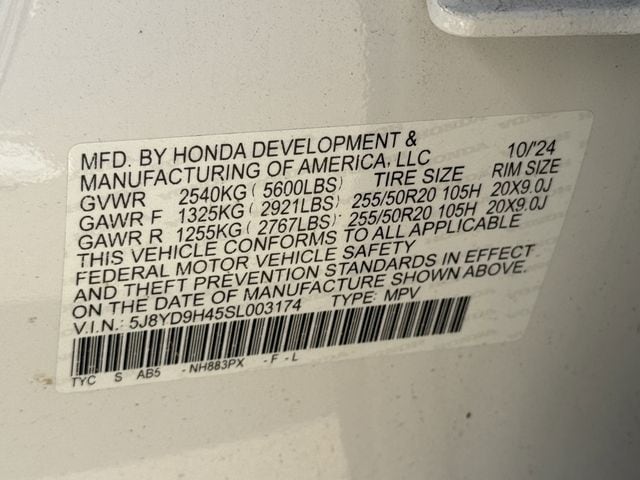 MFD. BY HONDA DEVELOPMENT & 10/'24
MANUFACTURING OF AMERICA, LLC
GVWR 2540KG ( 5600LBS) TIRE SIZE RIM SIZE
GAWR F 1325KG ( 2921LBS) 255/50R20 105H 20X9.0J
GAWR R 1255KG ( 2767LBS) 255/50R20 105H 20X9.0J
THIS VEHICLE CONFORMS TO ALL APPLICABLE
FEDERAL MOTOR VEHICLE SAFETY
AND THEFT PREVENTION STANDARDS IN EFFECT
ON THE DATE OF MANUFACTURE SHOWN ABOVE.
V.I.N.: 5J8YD9H45SL003174 TYPE: MPV
TYC S AB5 - NH883PX - F - L